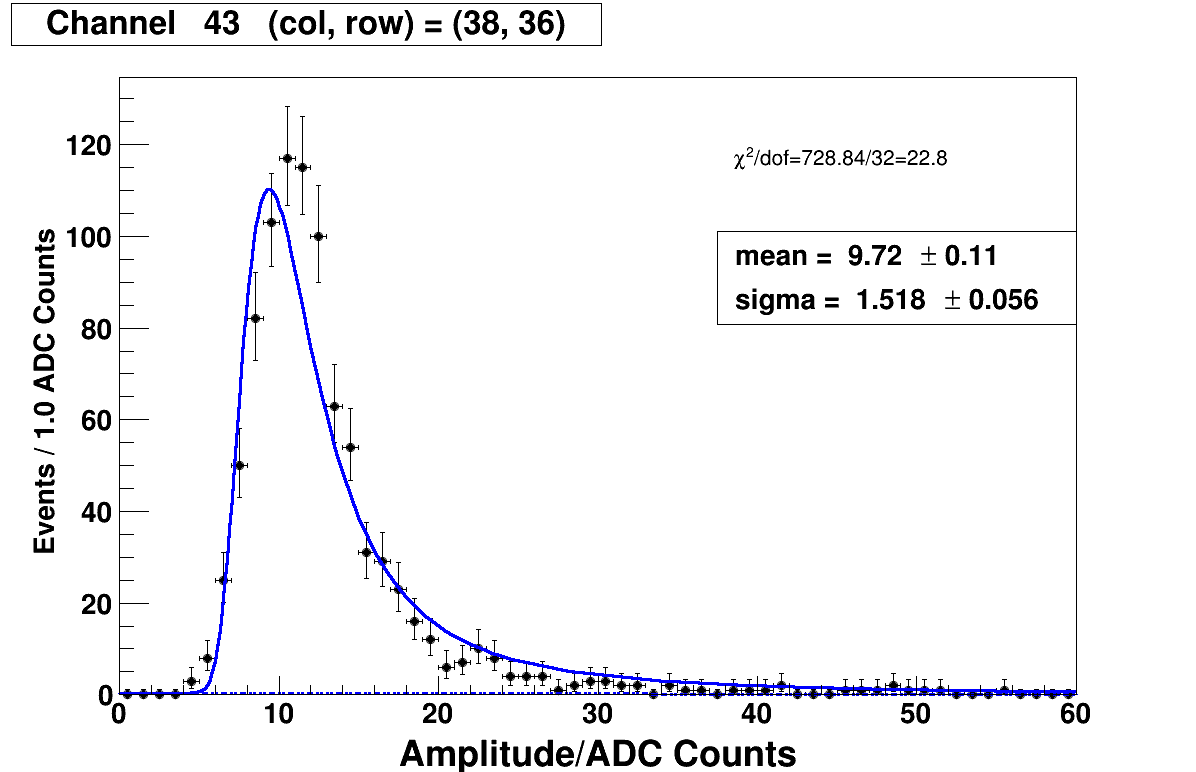 Channel 43 (col, row) = (38, 36)
χ²/dof=728.84/32=22.8
mean = 9.72 ± 0.11
sigma = 1.518 ± 0.056
Events / 1.0 ADC Counts
120
100
80
60
40
20
0
0 10 20 30 40 50 60
Amplitude/ADC Counts